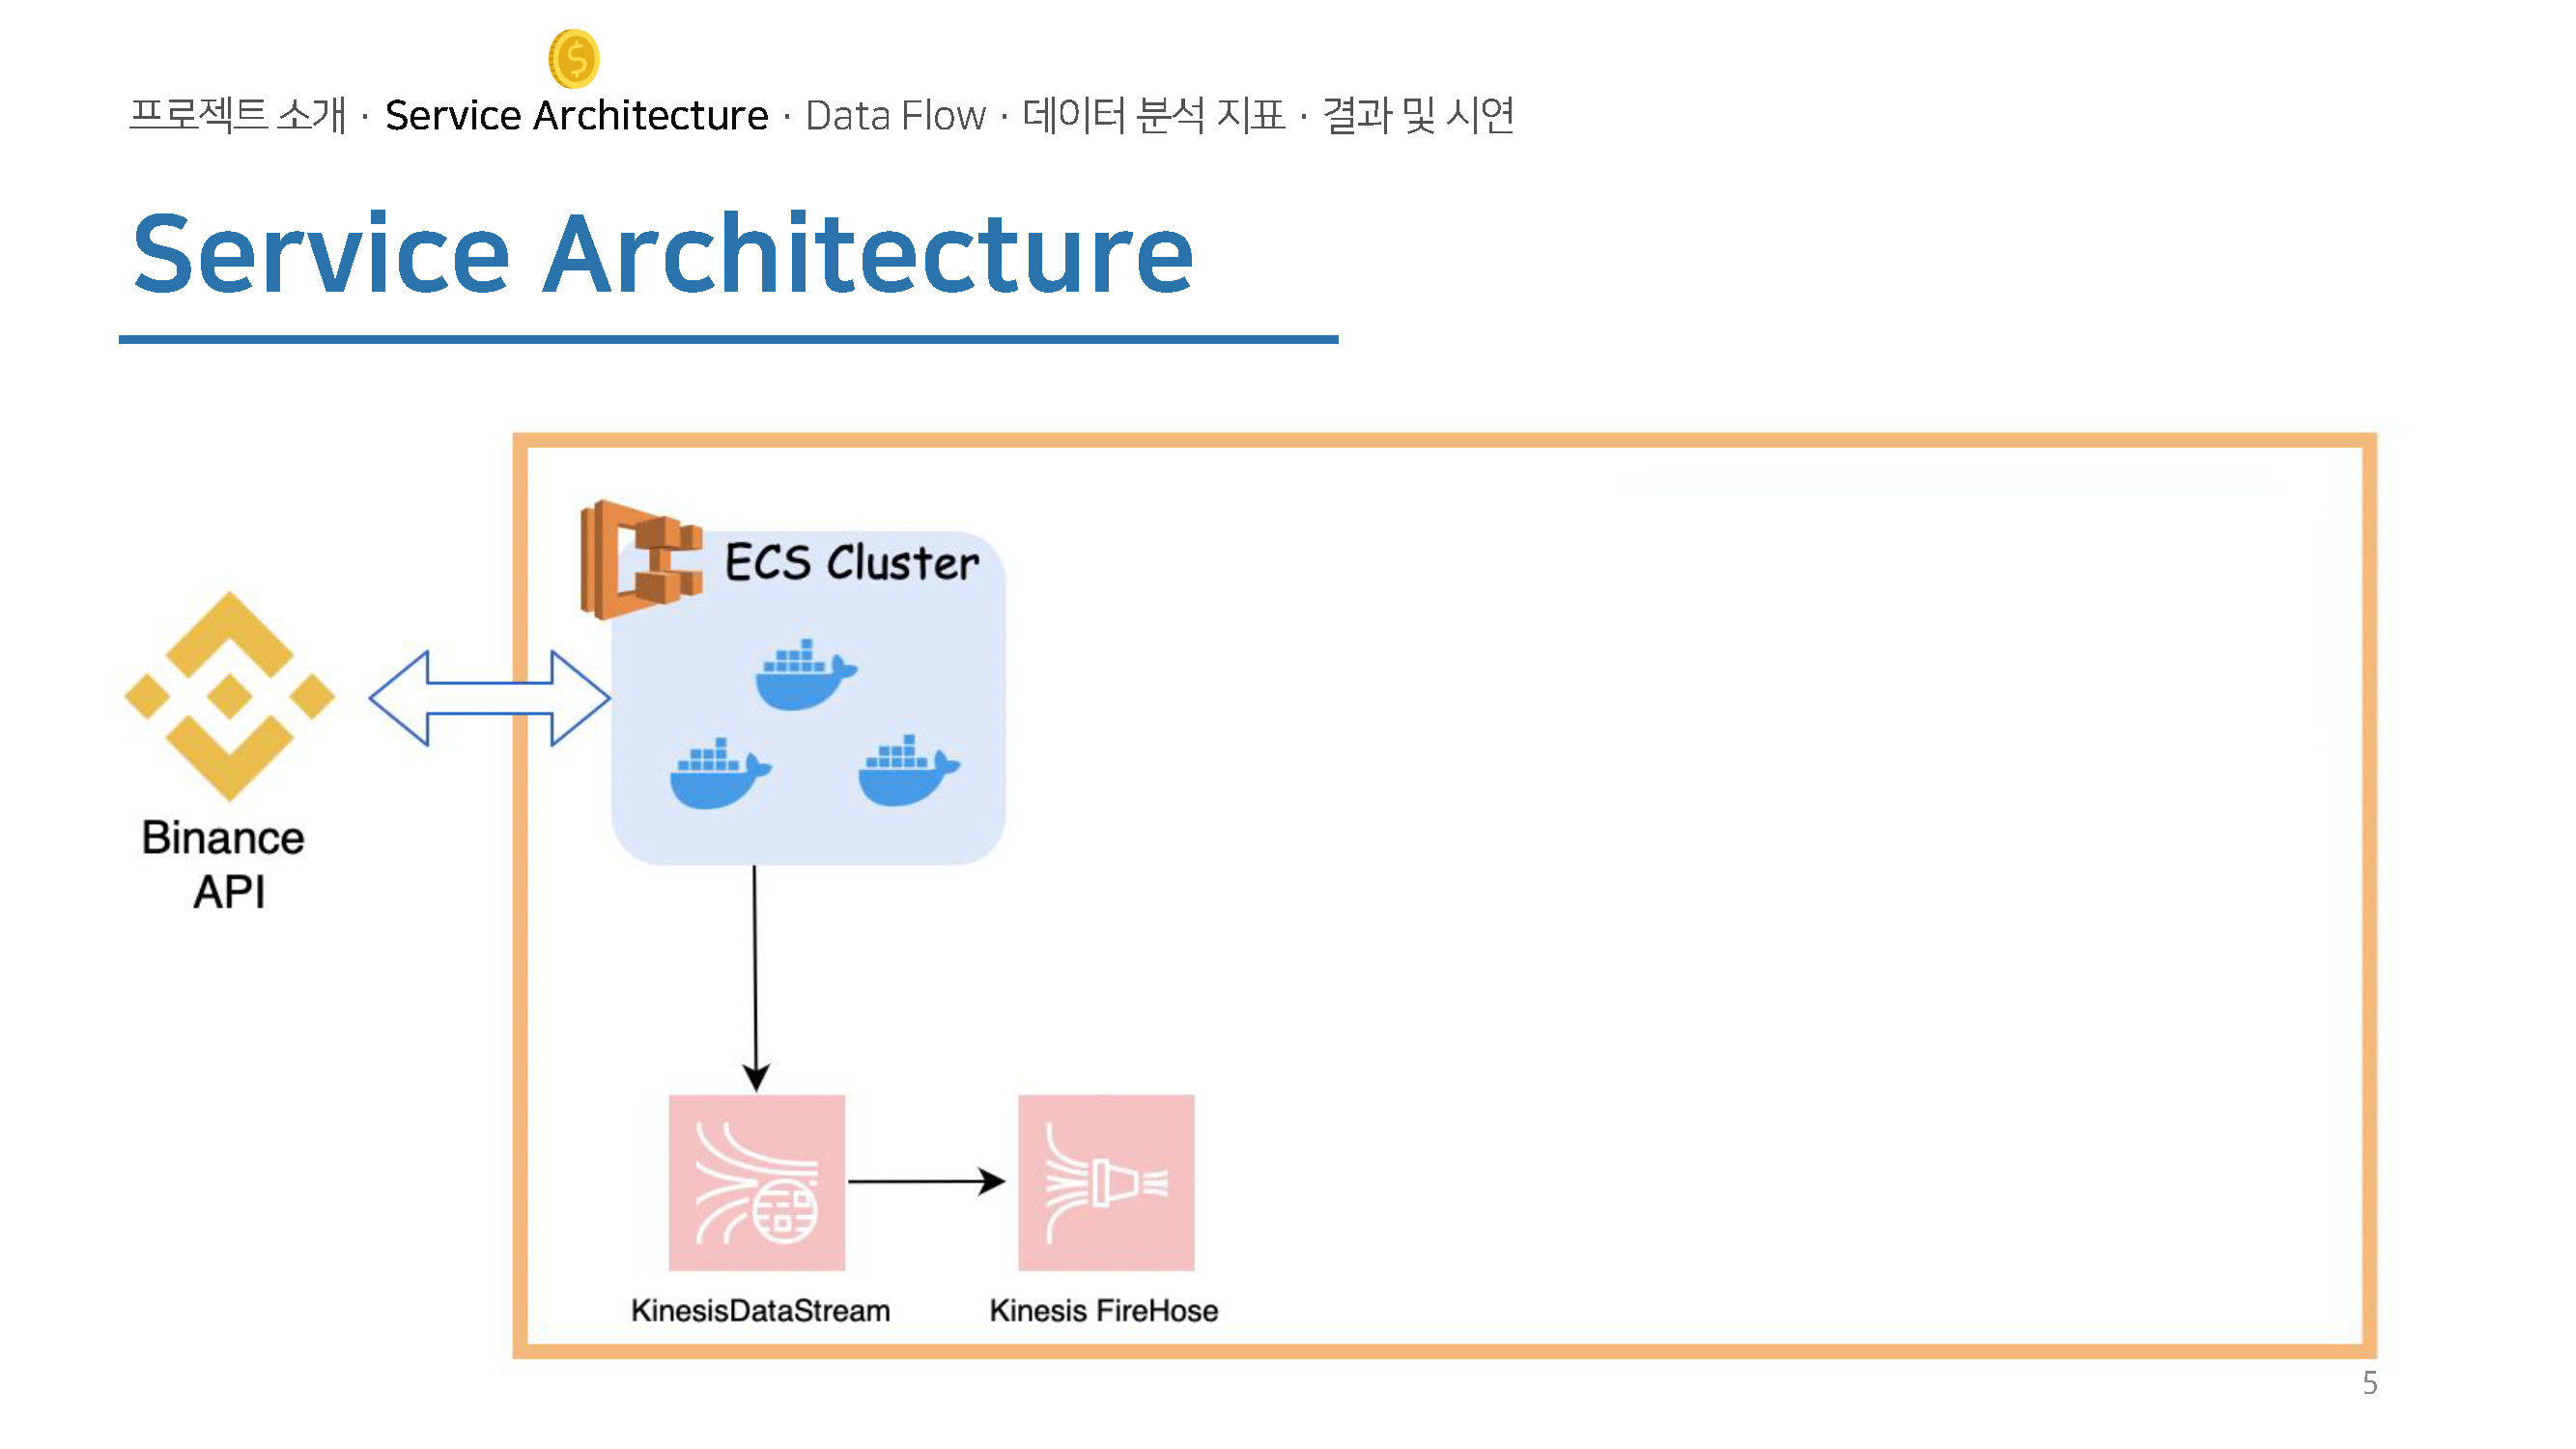 프로젝트 소개 · Service Architecture · Data Flow · 데이터 분석 지표 · 결과 및 시연
Service Architecture
ECS Cluster
Binance
API
KinesisDataStream
Kinesis FireHose
5